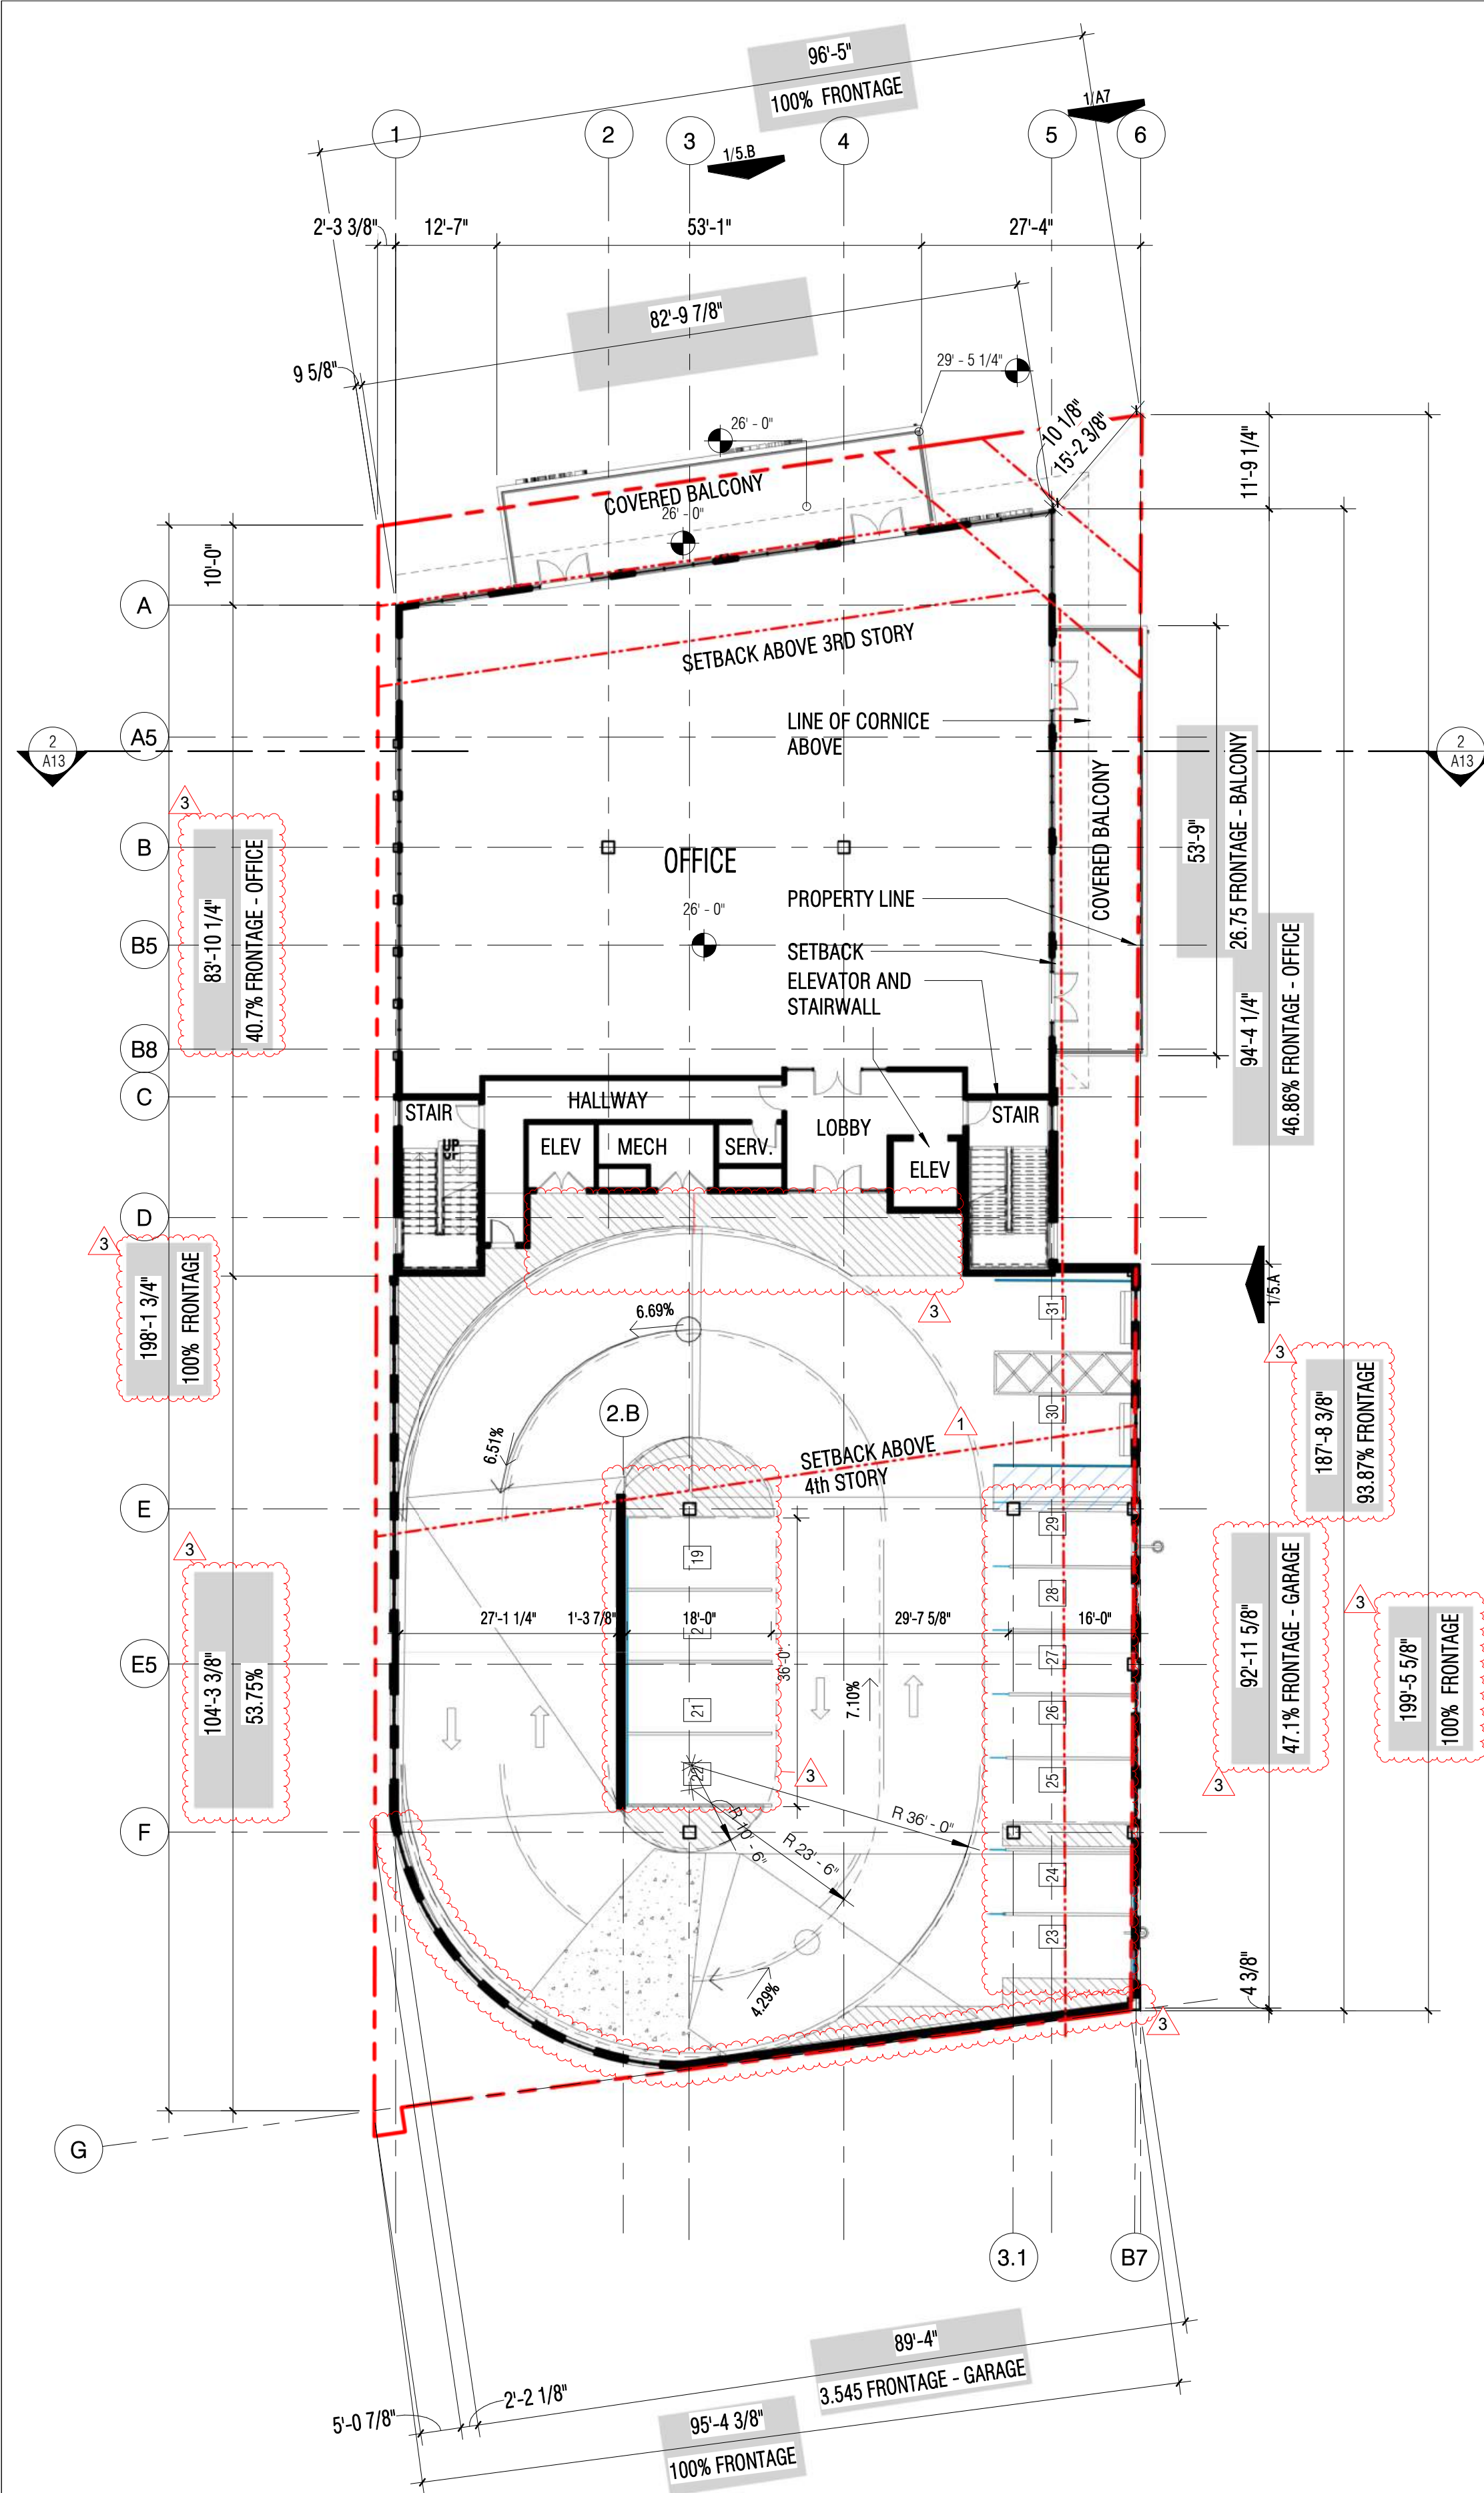 96'-5"
100% FRONTAGE
1/A7
1
2
3
4
5
6
1/5.B
2'-3 3/8"
12'-7"
53'-1"
27'-4"
82'-9 7/8"
9 5/8"
29' - 5 1/4"
26' - 0"
10 1/8"
15'-2 3/8"
11'-9 1/4"
COVERED BALCONY
26' - 0"
10'-0"
A
SETBACK ABOVE 3RD STORY
LINE OF CORNICE
ABOVE
A5
2
A13
2
A13
COVERED BALCONY
53'-9"
26.75 FRONTAGE - BALCONY
3
83'-10 1/4"
40.7% FRONTAGE - OFFICE
B
OFFICE
26' - 0"
PROPERTY LINE
B5
SETBACK
ELEVATOR AND
STAIRWALL
94'-4 1/4"
46.86% FRONTAGE - OFFICE
B8
C
STAIR
HALLWAY
LOBBY
STAIR
UP
UP
ELEV
MECH
SERV.
ELEV
D
3
198'-1 3/4"
100% FRONTAGE
1/5.A
3
31
6.69%
6.51%
2.B
30
1
SETBACK ABOVE
4th STORY
3
187'-8 3/8"
93.87% FRONTAGE
E
29
19
28
3
104'-3 3/8"
53.75%
27'-1 1/4"
1'-3 7/8"
18'-0"
29'-7 5/8"
16'-0"
36'-0"
3
92'-11 5/8"
47.1% FRONTAGE - GARAGE
3
199'-5 5/8"
100% FRONTAGE
E5
27
21
7.10%
26
22
3
25
F
R 10' - 6"
R 23' - 6"
R 36' - 0"
24
23
4.29%
4 3/8"
3
G
3.1
B7
89'-4"
3.545 FRONTAGE - GARAGE
2'-2 1/8"
5'-0 7/8"
95'-4 3/8"
100% FRONTAGE